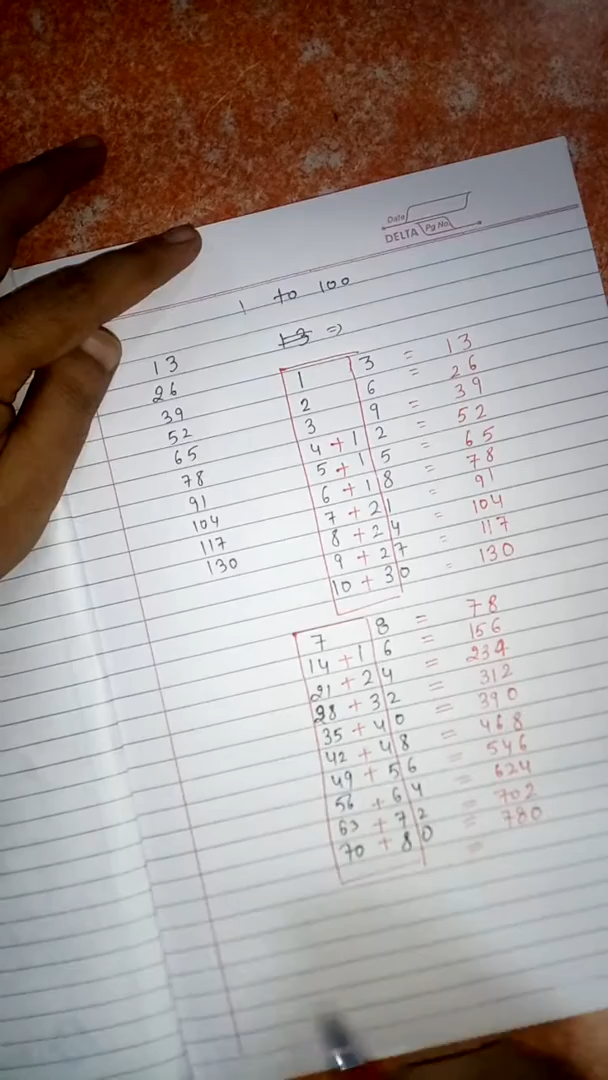 Date
DELTA Pg No.
1 to 100
13 =>
13
26
39
52
65
78
91
104
117
130
1 3 = 13
2 6 = 26
3 9 = 39
4 + 1 2 = 52
5 + 1 5 = 65
6 + 1 8 = 78
7 + 2 1 = 91
8 + 2 4 = 104
9 + 2 7 = 117
10 + 3 0 = 130
7 8 = 78
14 + 1 6 = 156
21 + 2 4 = 234
28 + 3 2 = 312
35 + 4 0 = 390
42 + 4 8 = 468
49 + 5 6 = 546
56 + 6 4 = 624
63 + 7 2 = 702
70 + 8 0 = 780